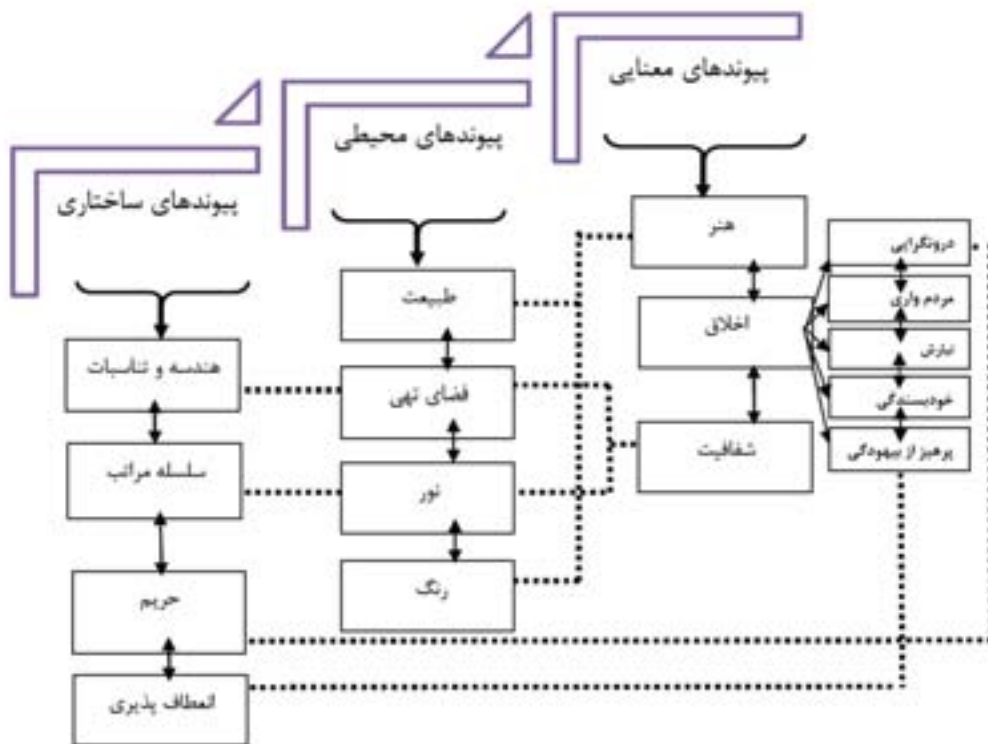 پیوندهای معنایی
هنر
اخلاق
شفافیت
درونگرایی
مردم واری
نیارش
خودبسندگی
پرهیز از بیهودگی
پیوندهای محیطی
طبیعت
فضای تهی
نور
رنگ
پیوندهای ساختاری
هندسه و تناسبات
سلسله مراتب
حریم
انعطاف پذیری